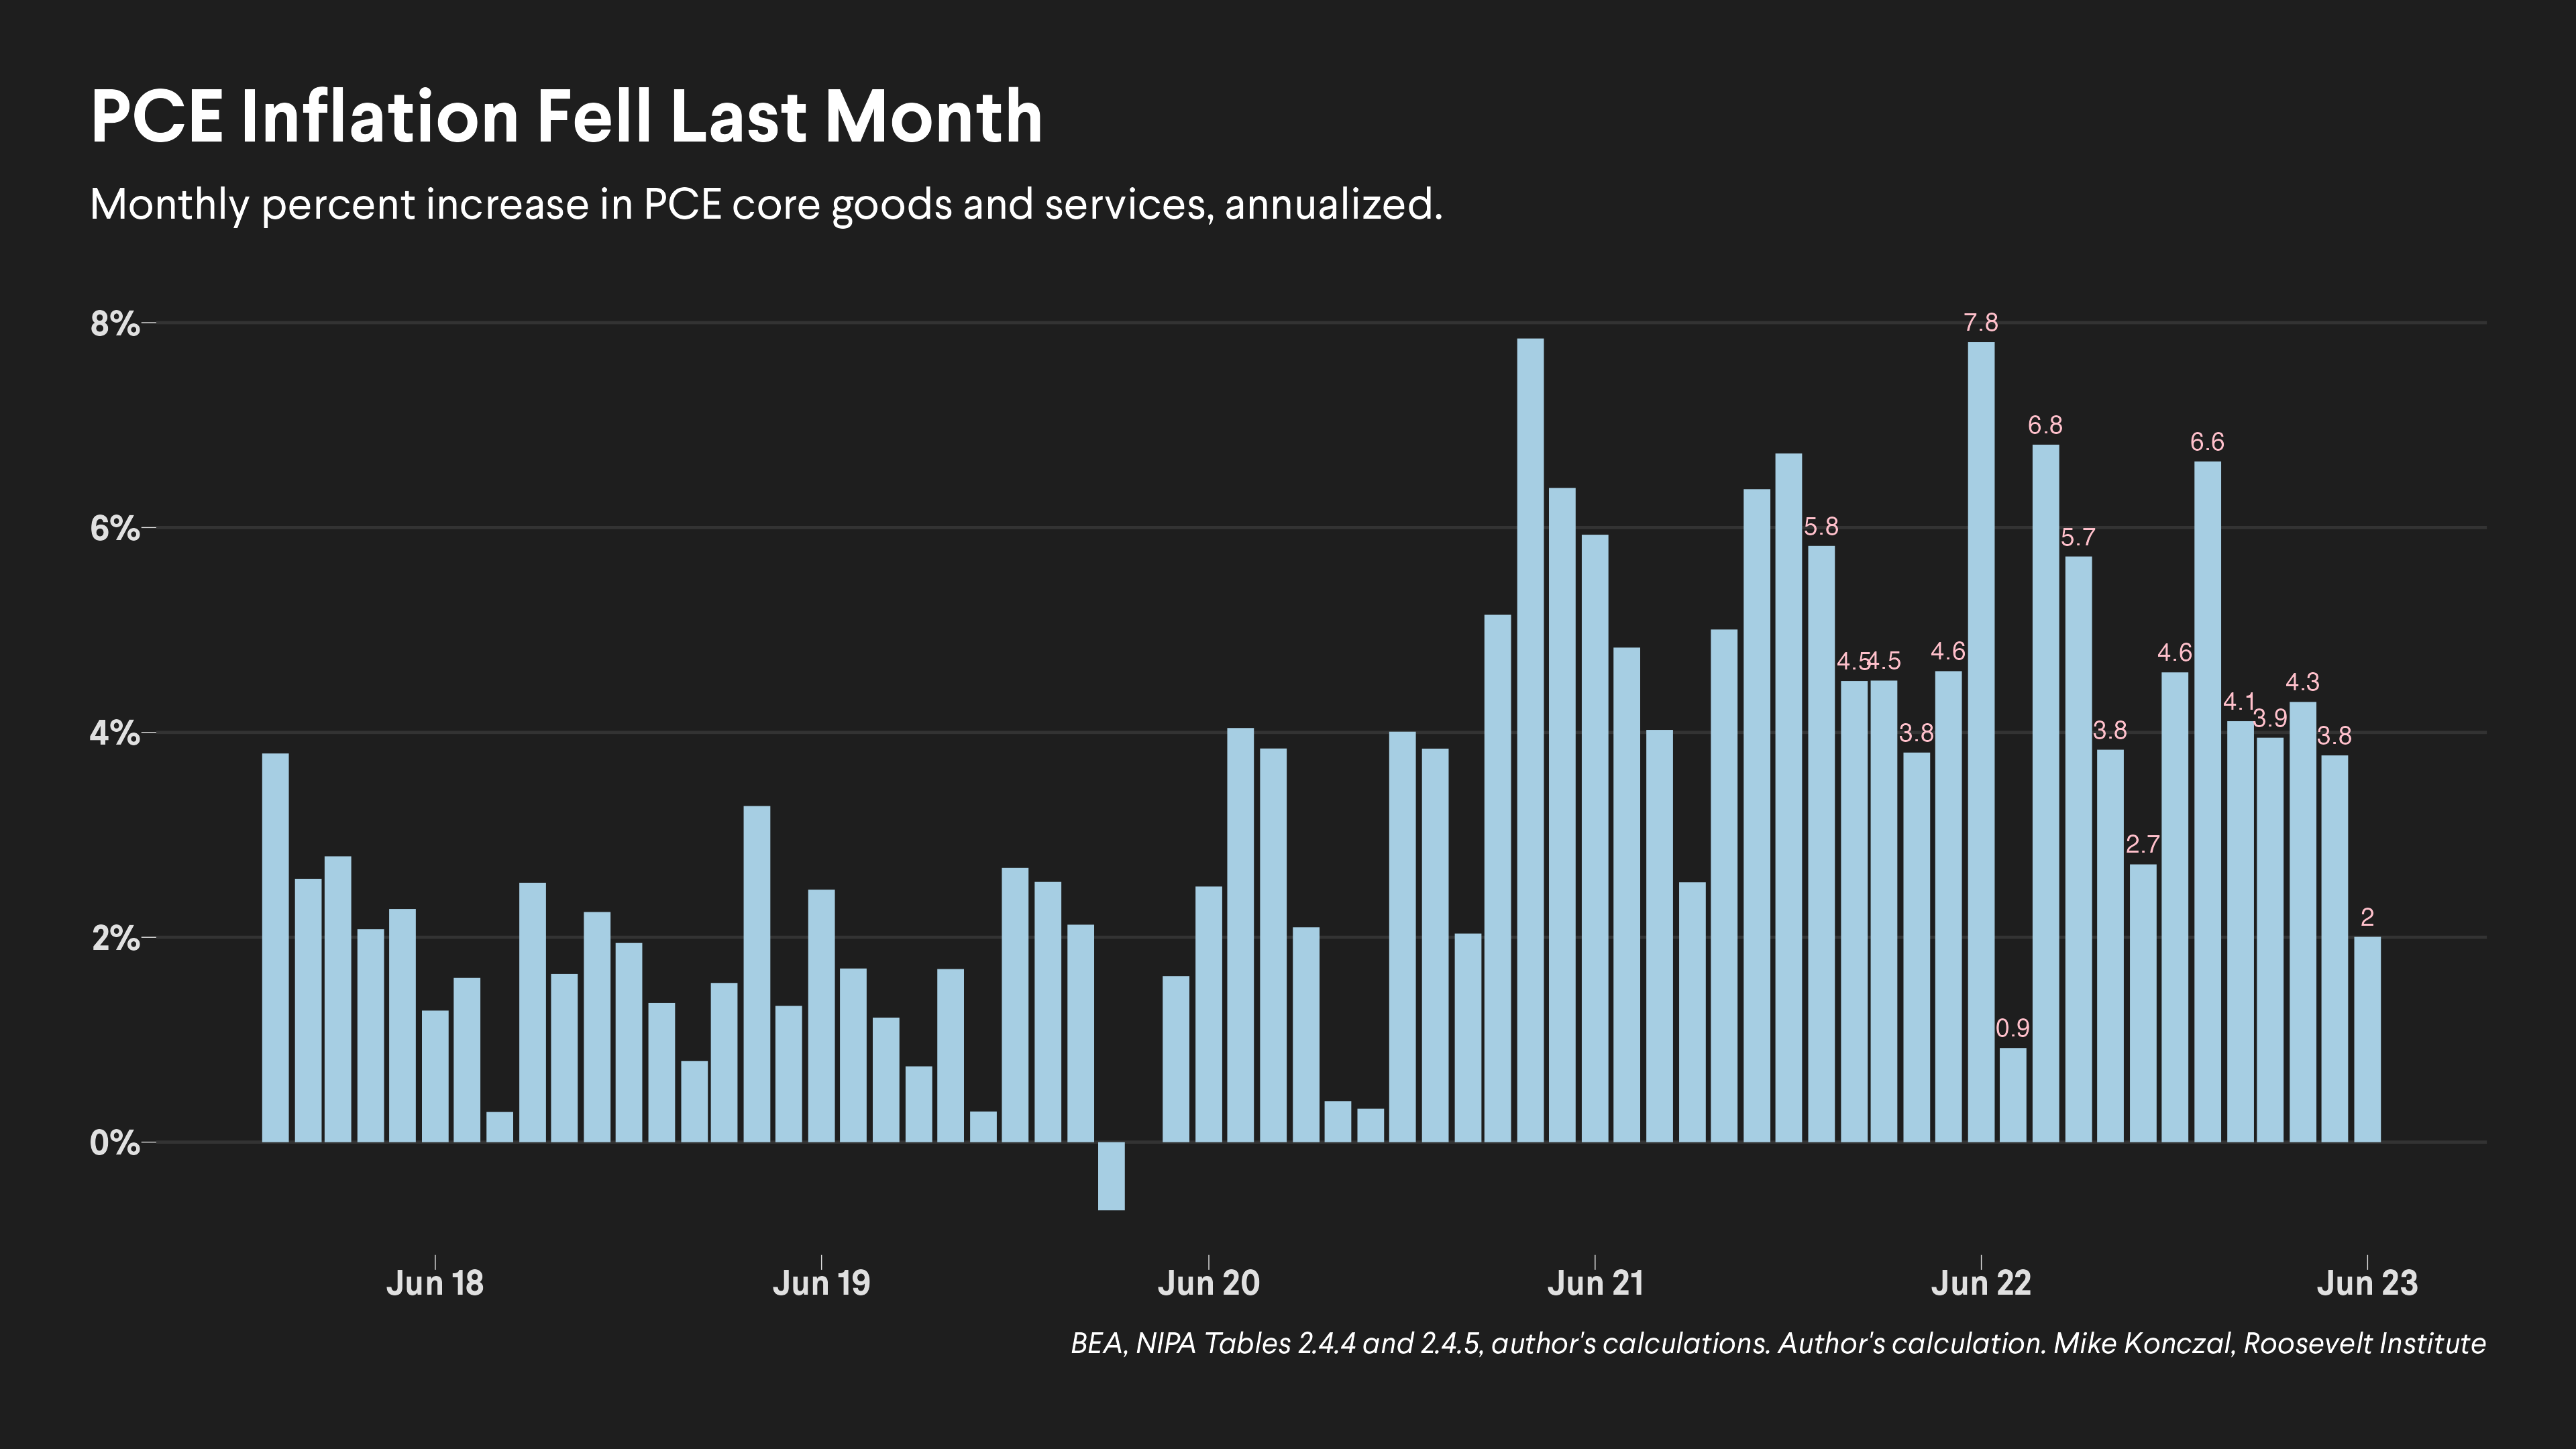 PCE Inflation Fell Last Month
Monthly percent increase in PCE core goods and services, annualized.
8%
6%
4%
2%
0%
5.8
4.5
4.5
3.8
4.6
7.8
0.9
6.8
5.7
3.8
2.7
4.6
6.6
4.1
3.9
4.3
3.8
2
Jun 18
Jun 19
Jun 20
Jun 21
Jun 22
Jun 23
BEA, NIPA Tables 2.4.4 and 2.4.5, author's calculations. Author's calculation. Mike Konczal, Roosevelt Institute